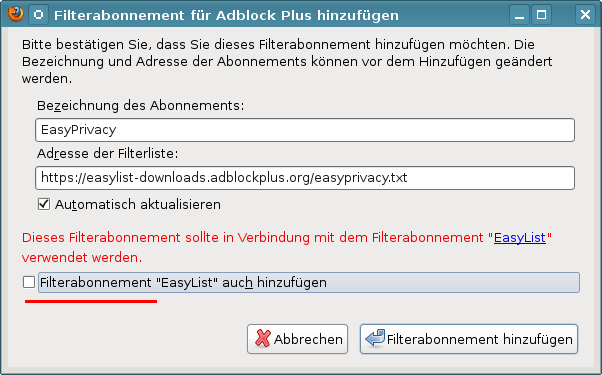 Filterabonnement für Adblock Plus hinzufügen
Bitte bestätigen Sie, dass Sie dieses Filterabonnement hinzufügen möchten. Die
Bezeichnung und Adresse der Abonnements können vor dem Hinzufügen geändert
werden.
Bezeichnung des Abonnements:
EasyPrivacy
Adresse der Filterliste:
https://easylist-downloads.adblockplus.org/easyprivacy.txt
Automatisch aktualisieren
Dieses Filterabonnement sollte in Verbindung mit dem Filterabonnement "EasyList"
verwendet werden.
Filterabonnement "EasyList" auch hinzufügen
Abbrechen
Filterabonnement hinzufügen